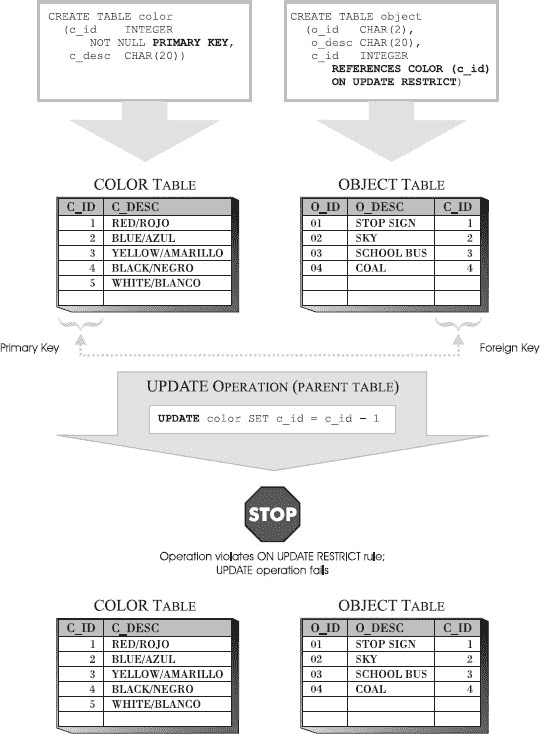 CREATE TABLE color
(c_id INTEGER
NOT NULL PRIMARY KEY,
c_desc CHAR(20))
CREATE TABLE object
(o_id CHAR(2),
o_desc CHAR(20),
c_id INTEGER
REFERENCES COLOR (c_id)
ON UPDATE RESTRICT)
COLOR TABLE
C_ID C_DESC
1 RED/ROJO
2 BLUE/AZUL
3 YELLOW/AMARILLO
4 BLACK/NEGRO
5 WHITE/BLANCO
OBJECT TABLE
O_ID O_DESC C_ID
01 STOP SIGN 1
02 SKY 2
03 SCHOOL BUS 3
04 COAL 4
Primary Key
Foreign Key
UPDATE OPERATION (PARENT TABLE)
UPDATE color SET c_id = c_id – 1
STOP
Operation violates ON UPDATE RESTRICT rule;
UPDATE operation fails
COLOR TABLE
C_ID C_DESC
1 RED/ROJO
2 BLUE/AZUL
3 YELLOW/AMARILLO
4 BLACK/NEGRO
5 WHITE/BLANCO
OBJECT TABLE
O_ID O_DESC C_ID
01 STOP SIGN 1
02 SKY 2
03 SCHOOL BUS 3
04 COAL 4